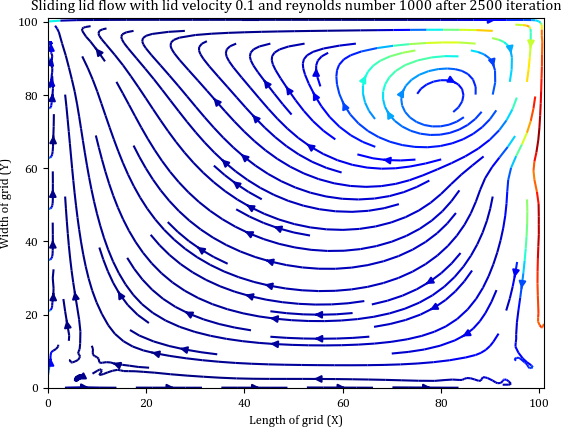 Sliding lid flow with lid velocity 0.1 and reynolds number 1000 after 2500 iteration
100
80
60
40
20
0
Width of grid (Y)
0 20 40 60 80 100
Length of grid (X)